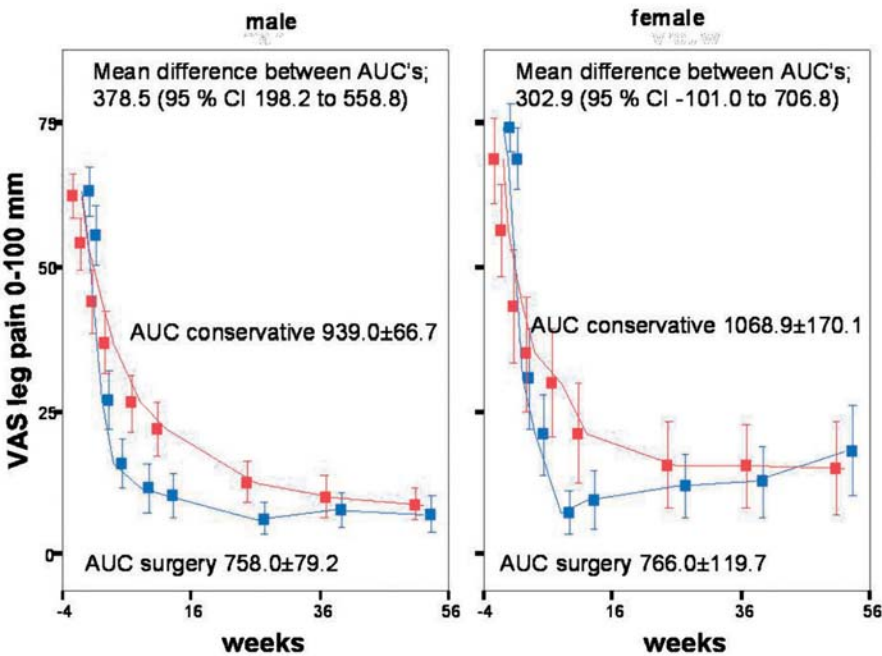 male
female
Mean difference between AUC's;
378.5 (95 % CI 198.2 to 558.8)
Mean difference between AUC's;
302.9 (95 % CI -101.0 to 706.8)
VAS leg pain 0-100 mm
75
50
25
0
AUC conservative 939.0±66.7
AUC conservative 1068.9±170.1
AUC surgery 758.0±79.2
AUC surgery 766.0±119.7
-4 16 36 56
-4 16 36 56
weeks
weeks